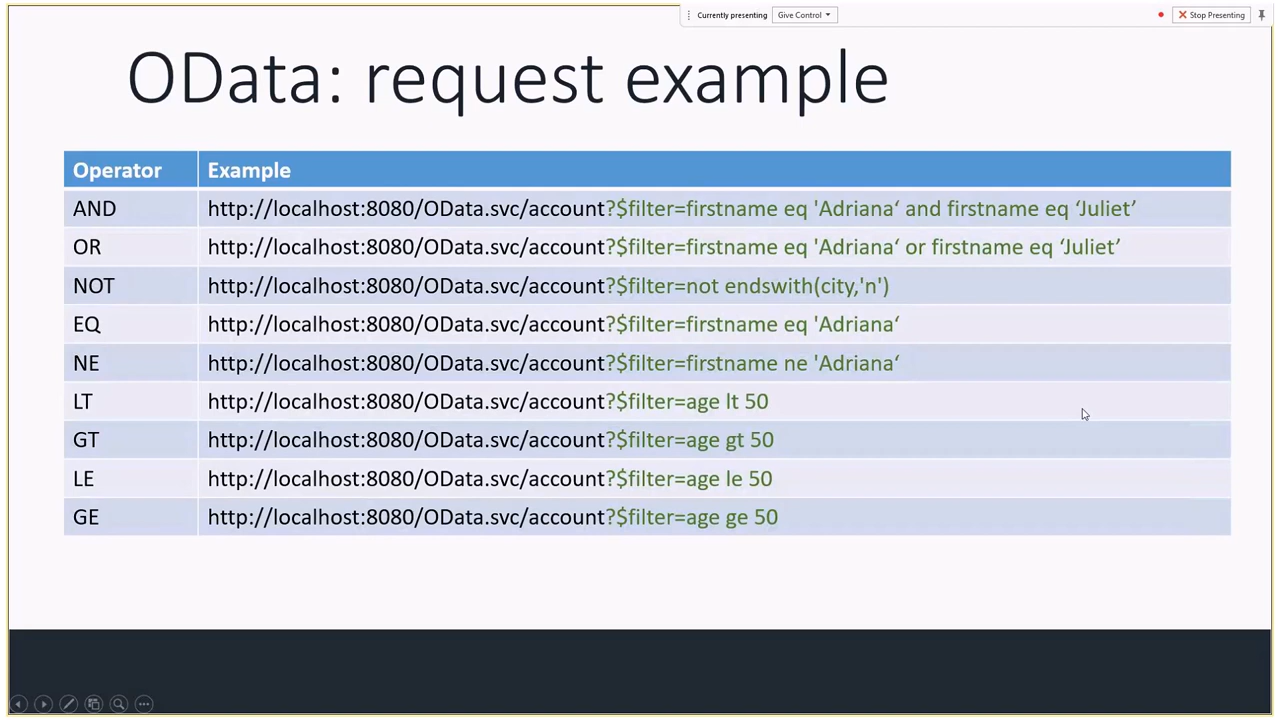 Currently presenting Give Control Stop Presenting
OData: request example
Operator Example
AND http://localhost:8080/OData.svc/account?$filter=firstname eq 'Adriana‘ and firstname eq ‘Juliet’
OR http://localhost:8080/OData.svc/account?$filter=firstname eq 'Adriana‘ or firstname eq ‘Juliet’
NOT http://localhost:8080/OData.svc/account?$filter=not endswith(city,'n')
EQ http://localhost:8080/OData.svc/account?$filter=firstname eq 'Adriana‘
NE http://localhost:8080/OData.svc/account?$filter=firstname ne 'Adriana‘
LT http://localhost:8080/OData.svc/account?$filter=age lt 50
GT http://localhost:8080/OData.svc/account?$filter=age gt 50
LE http://localhost:8080/OData.svc/account?$filter=age le 50
GE http://localhost:8080/OData.svc/account?$filter=age ge 50